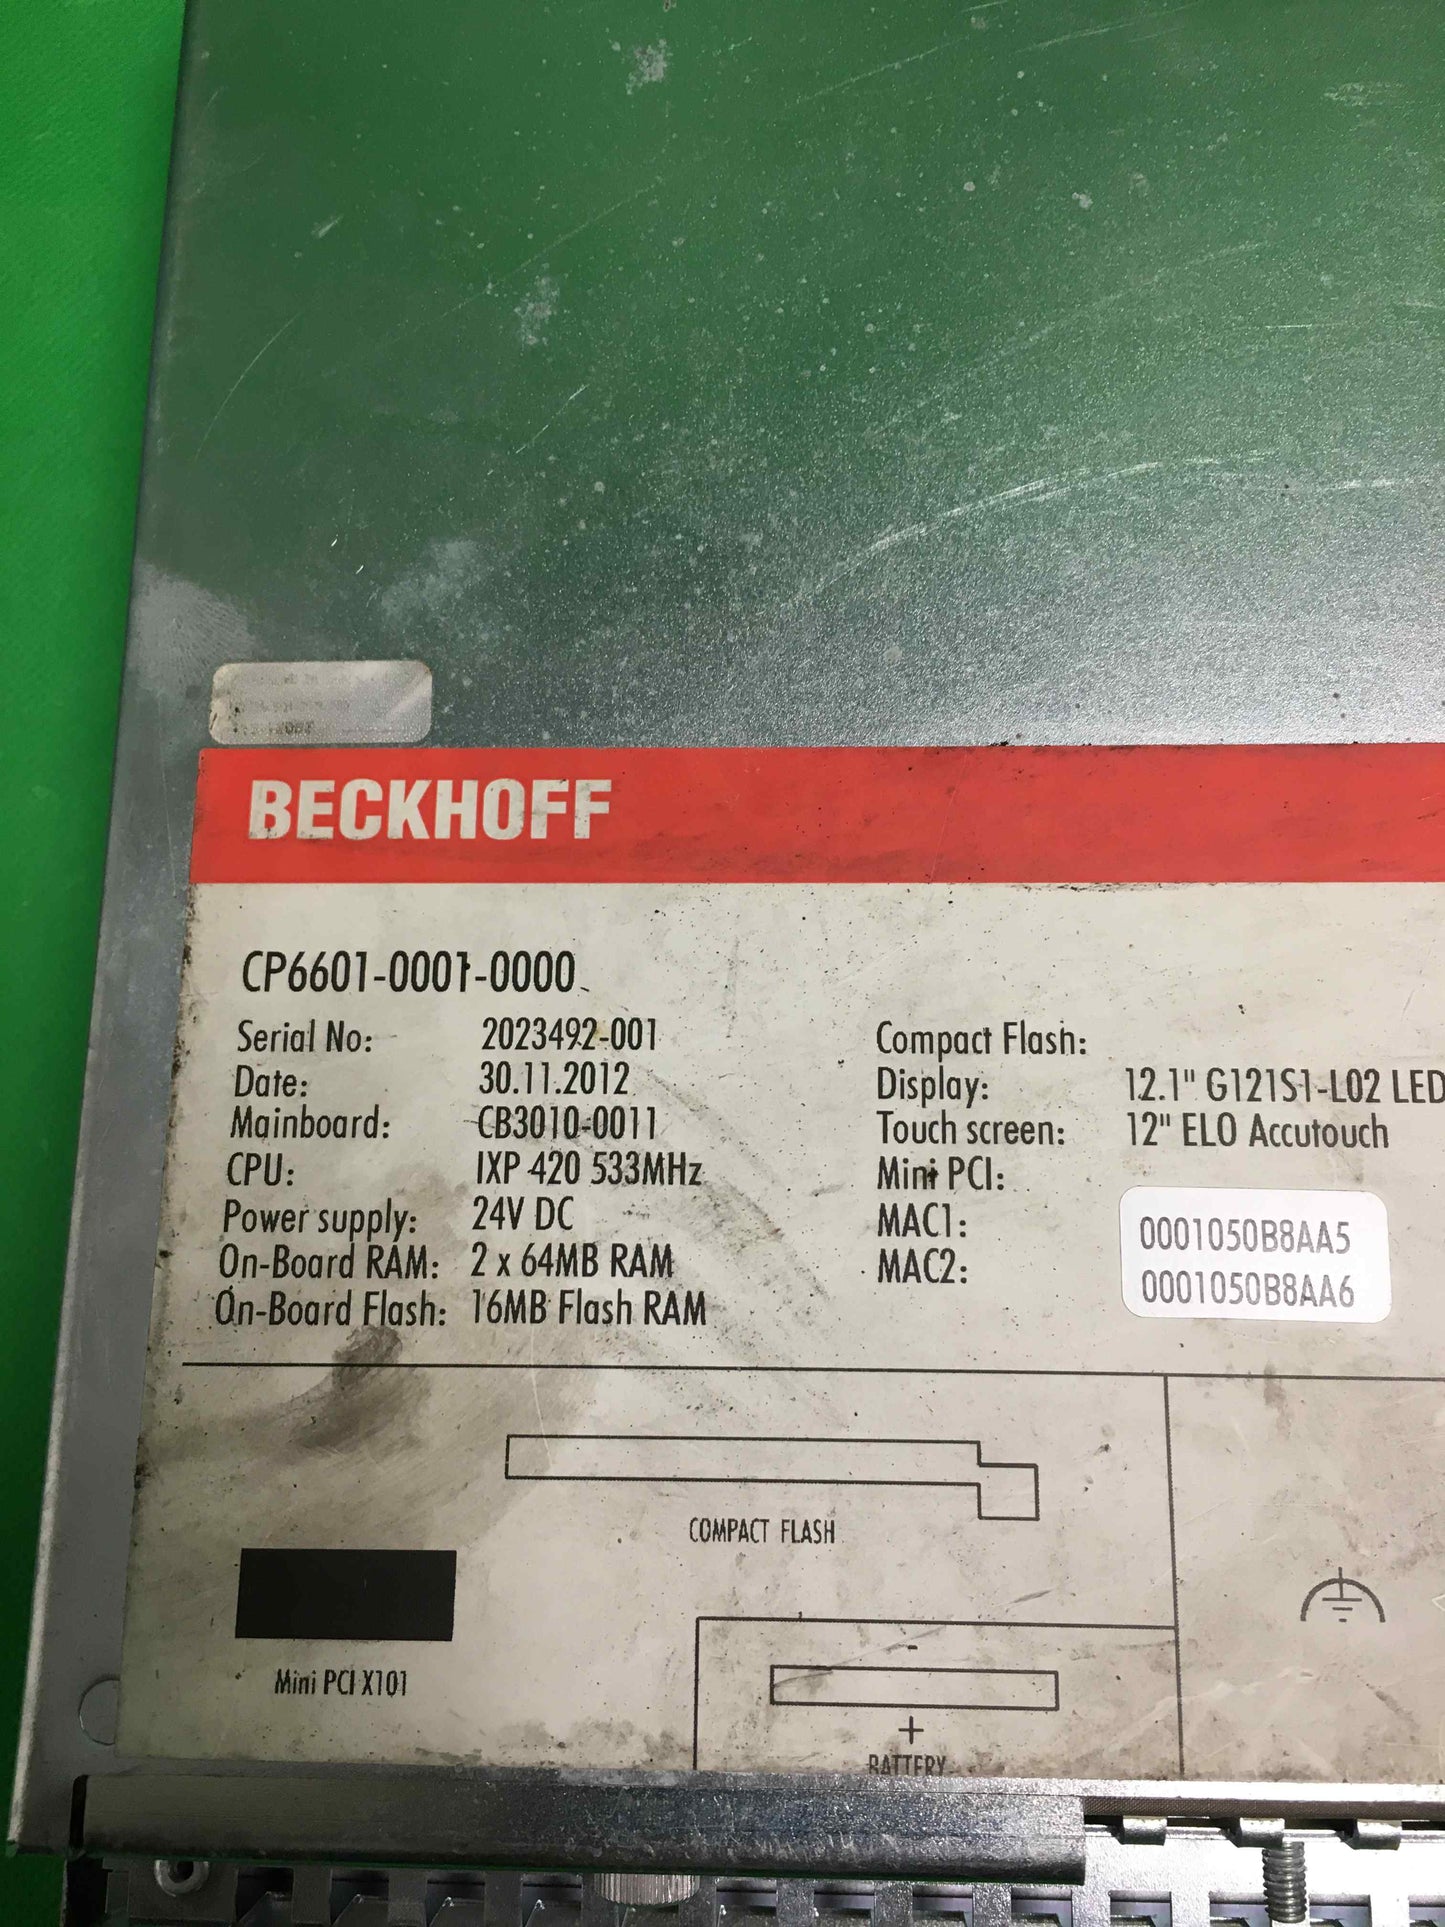 BECKHOFF
CP6601-0001-0000
Serial No: 2023492-001
Date: 30.11.2012
Mainboard: CB3010-0011
CPU: IXP 420 533MHz
Power supply: 24V DC
On-Board RAM: 2 x 64MB RAM
On-Board Flash: 16MB Flash RAM
Compact Flash:
Display: 12.1" G121S1-L02 LED
Touch screen: 12" ELO Accutouch
Mini PCI:
MAC1: 0001050B8AA5
MAC2: 0001050B8AA6
COMPACT FLASH
Mini PCI X101
-
+
BATTERY